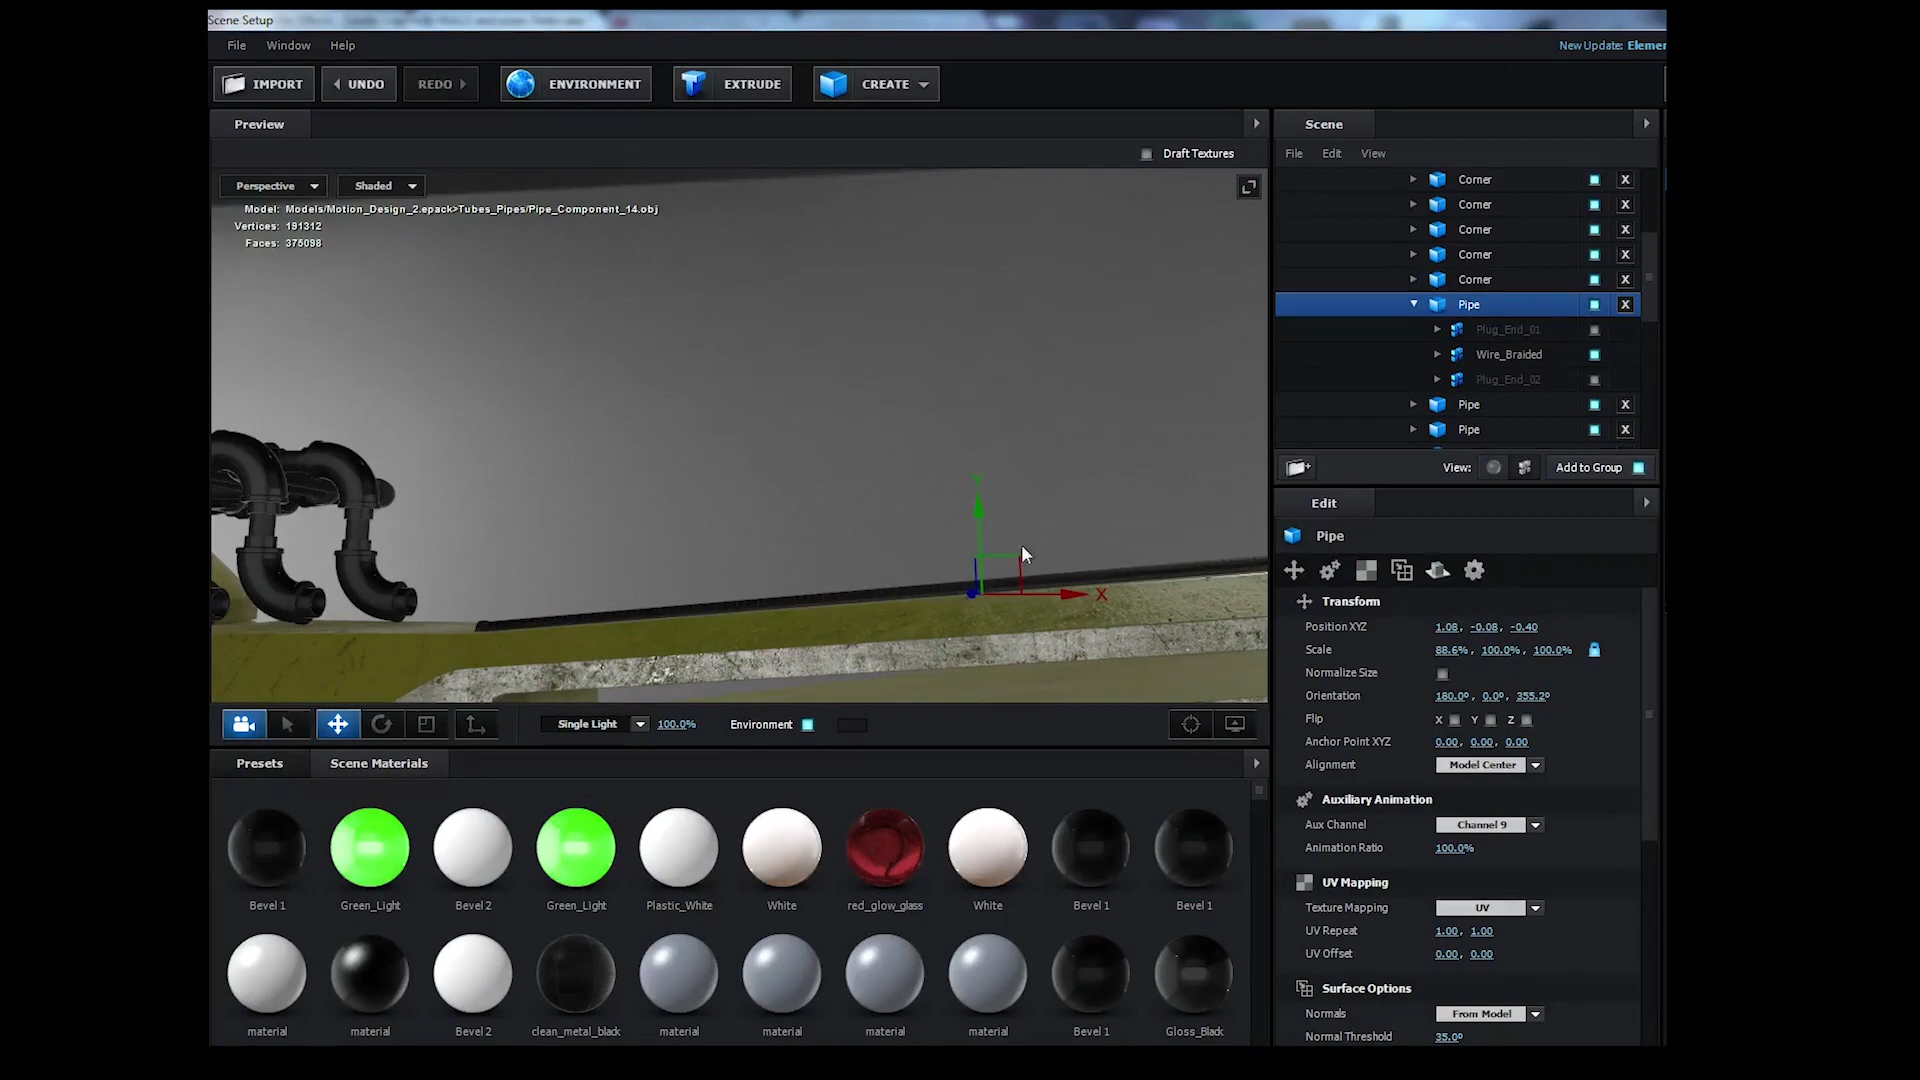 Scene Setup
File Window Help
New Update: Elemer
IMPORT UNDO REDO ENVIRONMENT EXTRUDE CREATE
Preview
Draft Textures
Perspective Shaded
Model: Models/Motion_Design_2.epack>Tubes_Pipes/Pipe_Component_14.obj
Vertices: 191312
Faces: 375098
Y
X
Single Light 100.0% Environment
Presets Scene Materials
Bevel 1 Green_Light Bevel 2 Green_Light Plastic_White White red_glow_glass White Bevel 1 Bevel 1
material material Bevel 2 clean_metal_black material material material material Bevel 1 Gloss_Black
Scene
File Edit View
Corner X
Corner X
Corner X
Corner X
Corner X
Pipe X
Plug_End_01
Wire_Braided
Plug_End_02
Pipe X
Pipe X
View: Add to Group
Edit
Pipe
Transform
Position XYZ 1.08, -0.08, -0.40
Scale 88.6%, 100.0%, 100.0%
Normalize Size
Orientation 180.0º, 0.0º, 355.2º
Flip X Y Z
Anchor Point XYZ 0.00, 0.00, 0.00
Alignment Model Center
Auxiliary Animation
Aux Channel Channel 9
Animation Ratio 100.0%
UV Mapping
Texture Mapping UV
UV Repeat 1.00, 1.00
UV Offset 0.00, 0.00
Surface Options
Normals From Model
Normal Threshold 35.0º